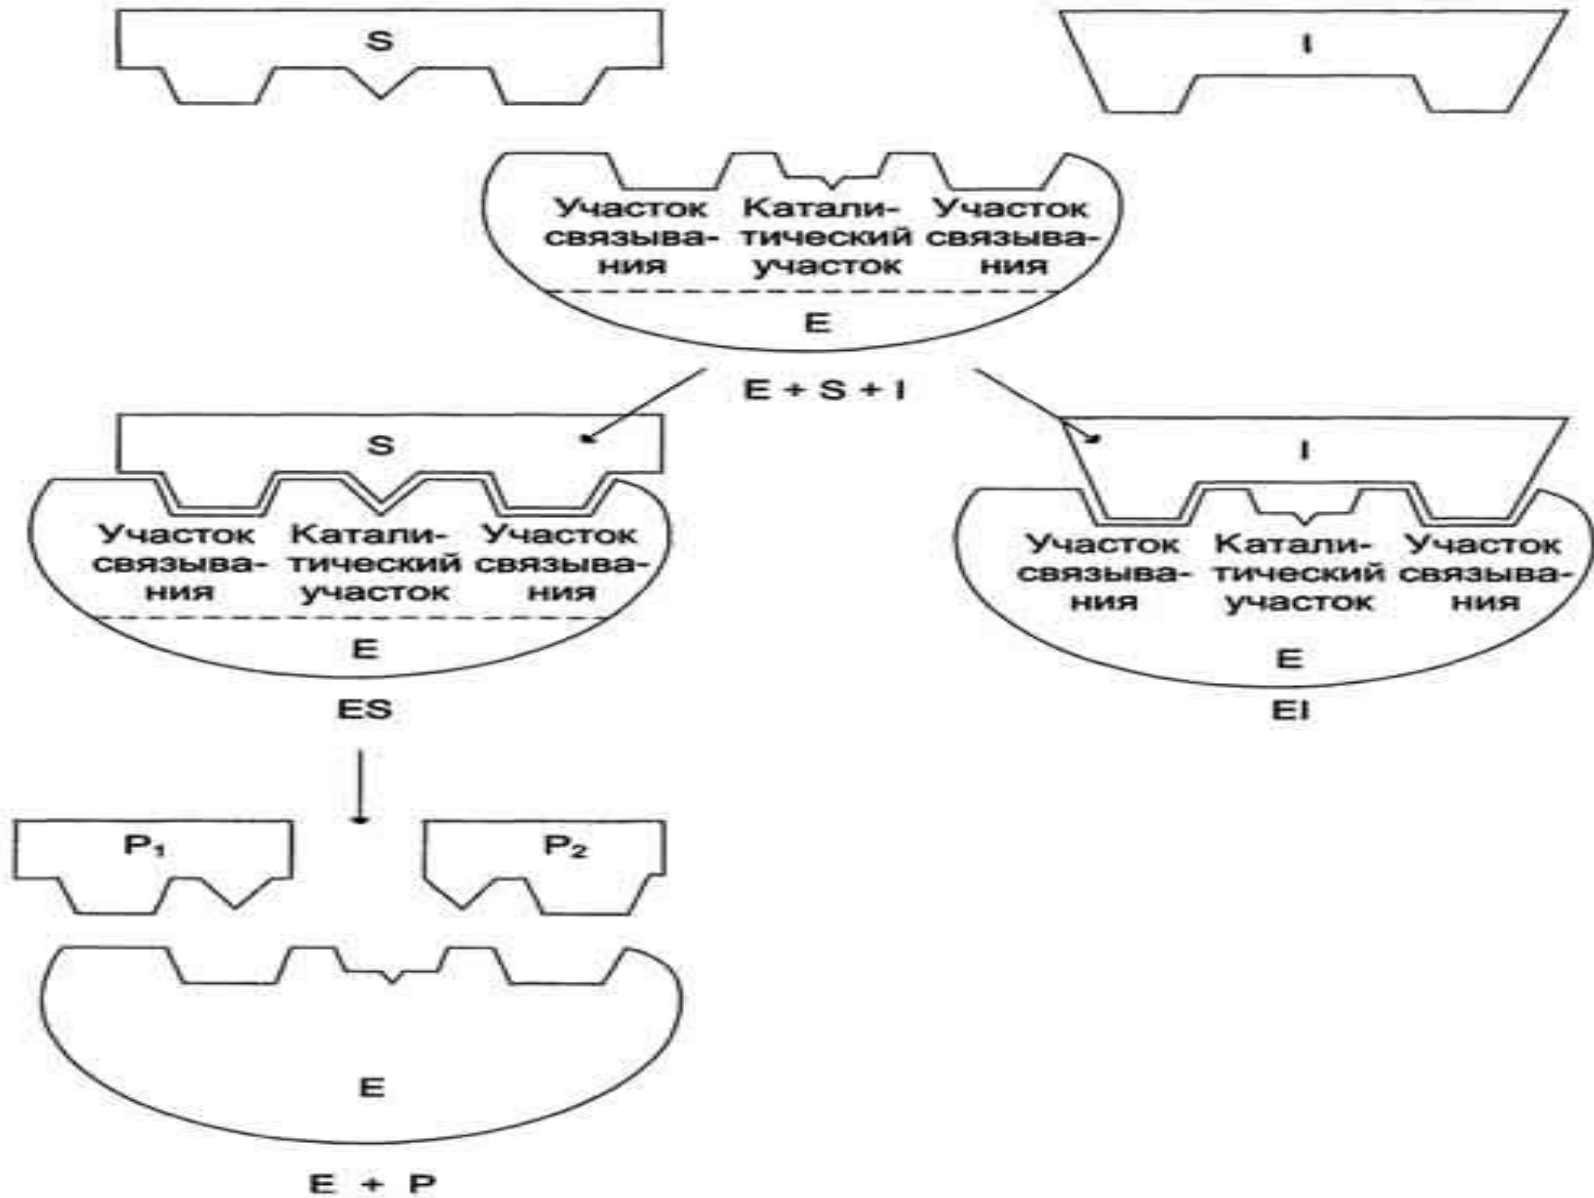 S
I
Участок Катали- Участок
связыва- тический связыва-
ния участок ния
E
E + S + I
S
I
Участок Катали- Участок
связыва- тический связыва-
ния участок ния
E
ES
Участок Катали- Участок
связыва- тический связыва-
ния участок ния
E
EI
P₁
P₂
E
E + P